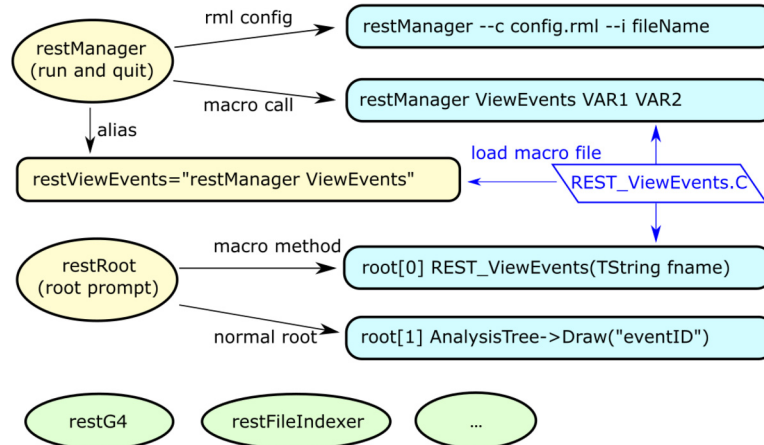 rml config
restManager
(run and quit)
restManager --c config.rml --i fileName
macro call
restManager ViewEvents VAR1 VAR2
alias
load macro file
restViewEvents="restManager ViewEvents"
REST_ViewEvents.C
macro method
restRoot
(root prompt)
root[0] REST_ViewEvents(TString fname)
normal root
root[1] AnalysisTree->Draw("eventID")
restG4
restFileIndexer
...